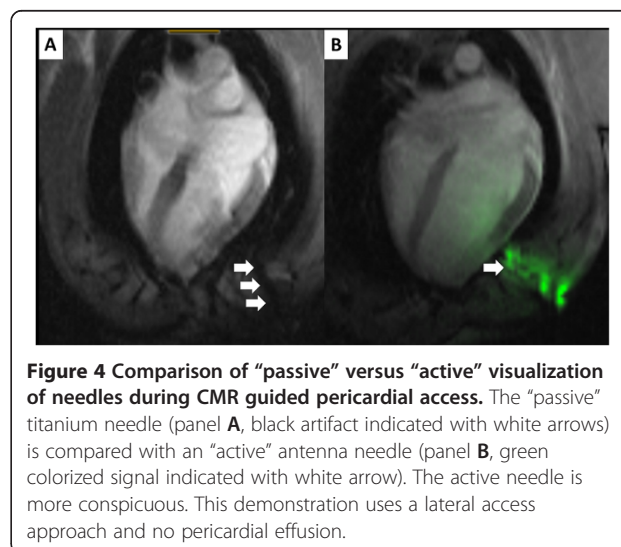 A
B
Figure 4 Comparison of “passive” versus “active” visualization
of needles during CMR guided pericardial access. The “passive”
titanium needle (panel A, black artifact indicated with white arrows)
is compared with an “active” antenna needle (panel B, green
colorized signal indicated with white arrow). The active needle is
more conspicuous. This demonstration uses a lateral access
approach and no pericardial effusion.